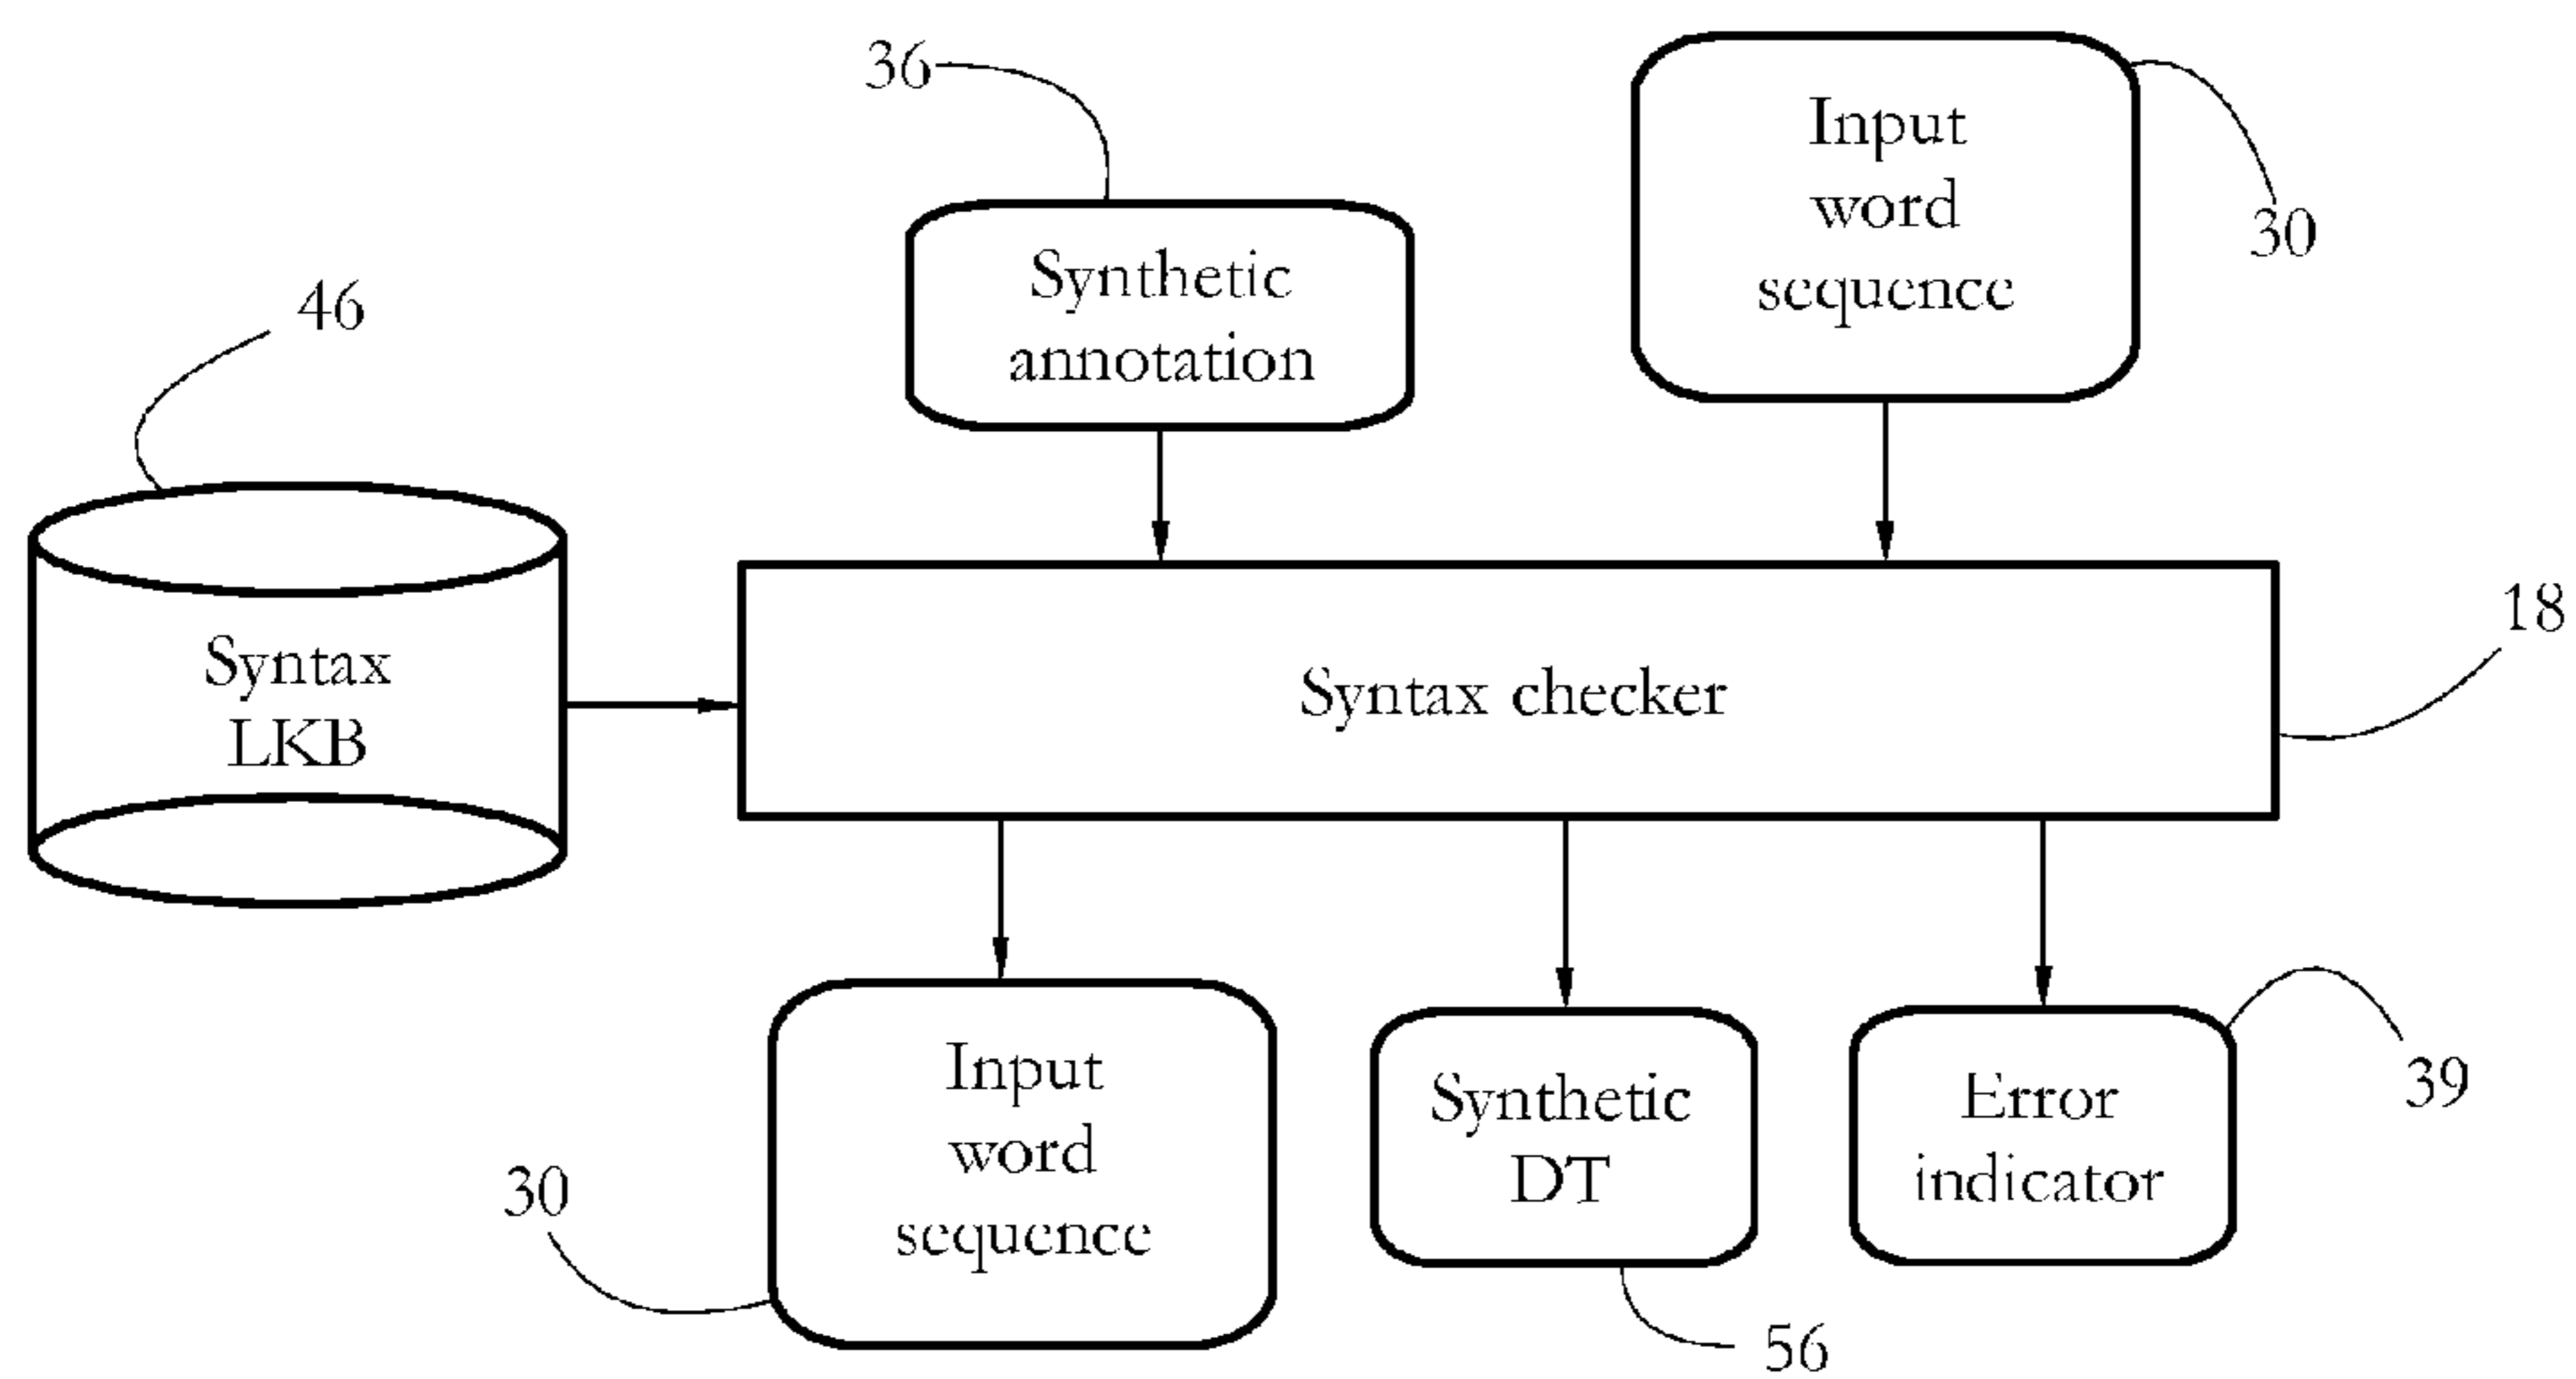 36
Input
word
sequence
30
Synthetic
annotation
46
18
Syntax
LKB
Syntax checker
Input
word
sequence
30
Synthetic
DT
56
Error
indicator
39